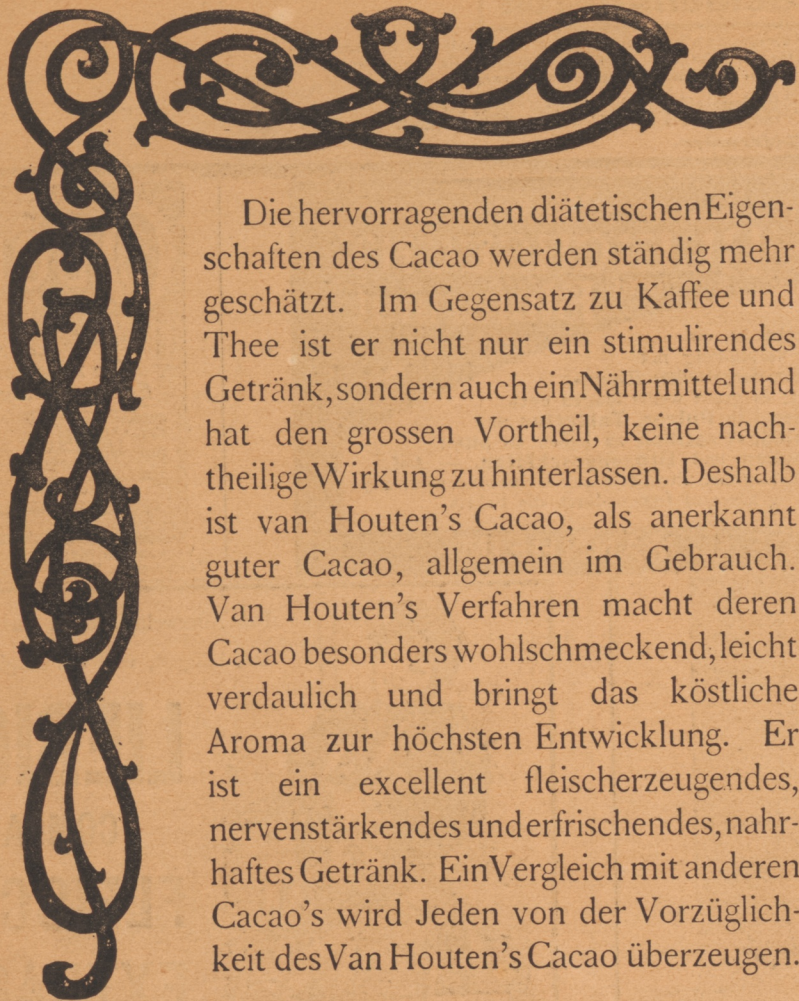 Die hervorragenden diätetischen Eigen-
schaften des Cacao werden ständig mehr
geschätzt. Im Gegensatz zu Kaffee und
Thee ist er nicht nur ein stimulirendes
Getränk, sondern auch ein Nährmittel und
hat den grossen Vortheil, keine nach-
theilige Wirkung zu hinterlassen. Deshalb
ist van Houten's Cacao, als anerkannt
guter Cacao, allgemein im Gebrauch.
Van Houten's Verfahren macht deren
Cacao besonders wohlschmeckend, leicht
verdaulich und bringt das köstliche
Aroma zur höchsten Entwicklung. Er
ist ein excellent fleischerzeugendes,
nervenstärkendes und erfrischendes, nahr-
haftes Getränk. Ein Vergleich mit anderen
Cacao's wird Jeden von der Vorzüglich-
keit des Van Houten's Cacao überzeugen.